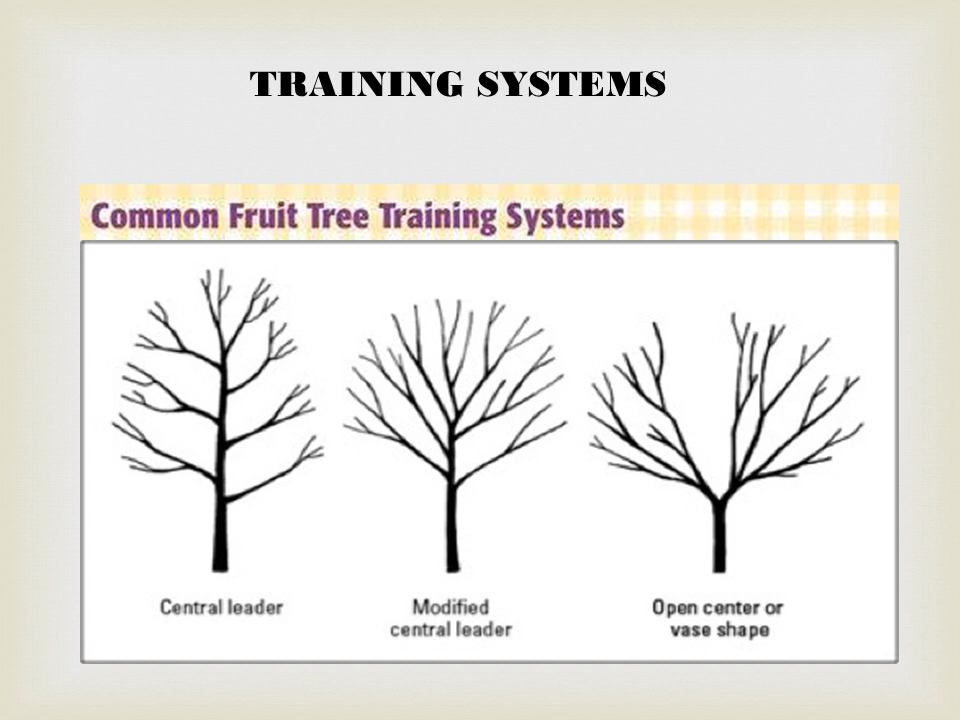 TRAINING SYSTEMS
Common Fruit Tree Training Systems
Central leader
Modified
central leader
Open center or
vase shape